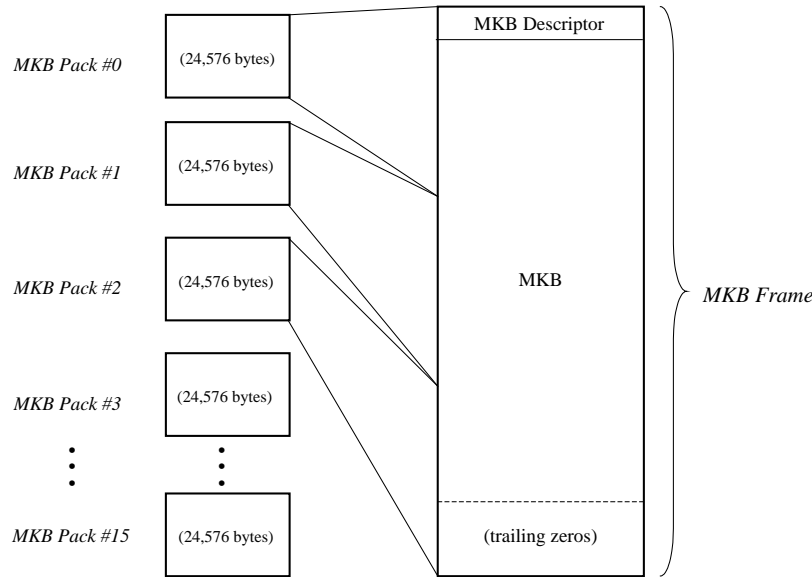 MKB Descriptor
MKB Pack #0
(24,576 bytes)
MKB Pack #1
(24,576 bytes)
MKB Pack #2
(24,576 bytes)
MKB
MKB Frame
MKB Pack #3
(24,576 bytes)
MKB Pack #15
(24,576 bytes)
(trailing zeros)